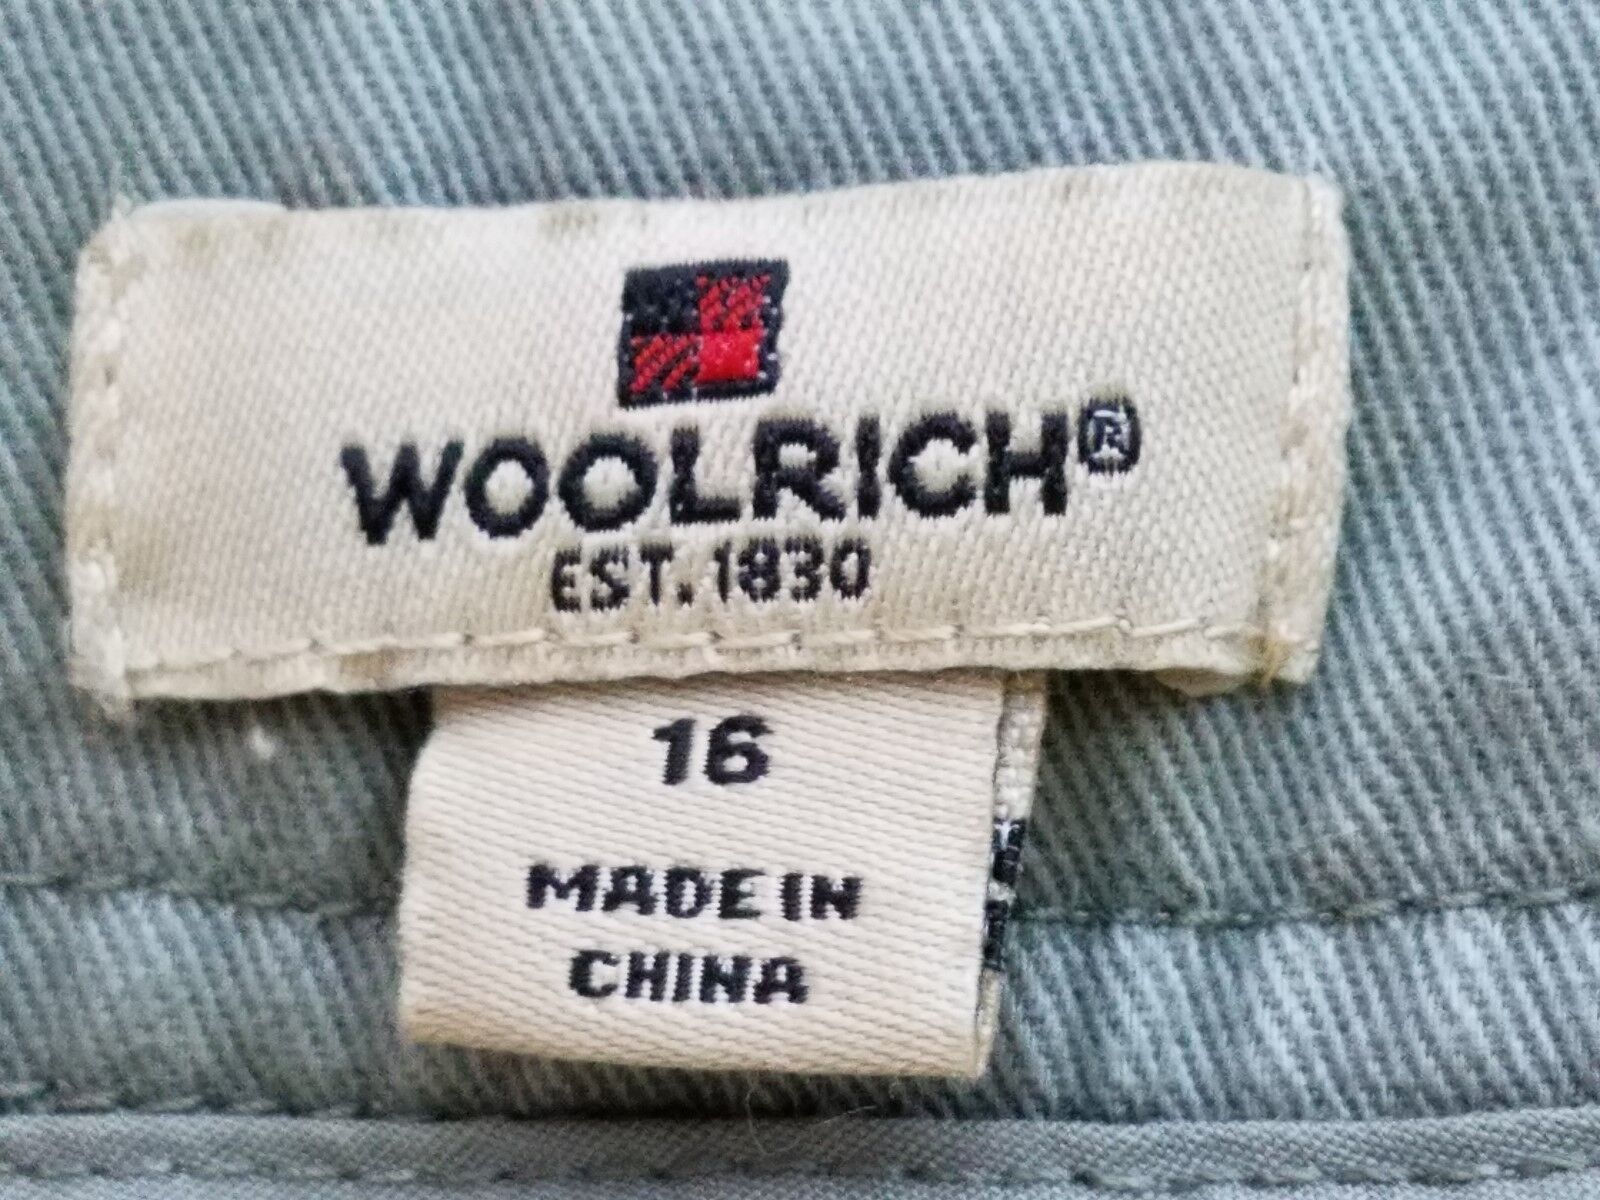 WOOLRICH®
EST. 1830
16
MADE IN
CHINA